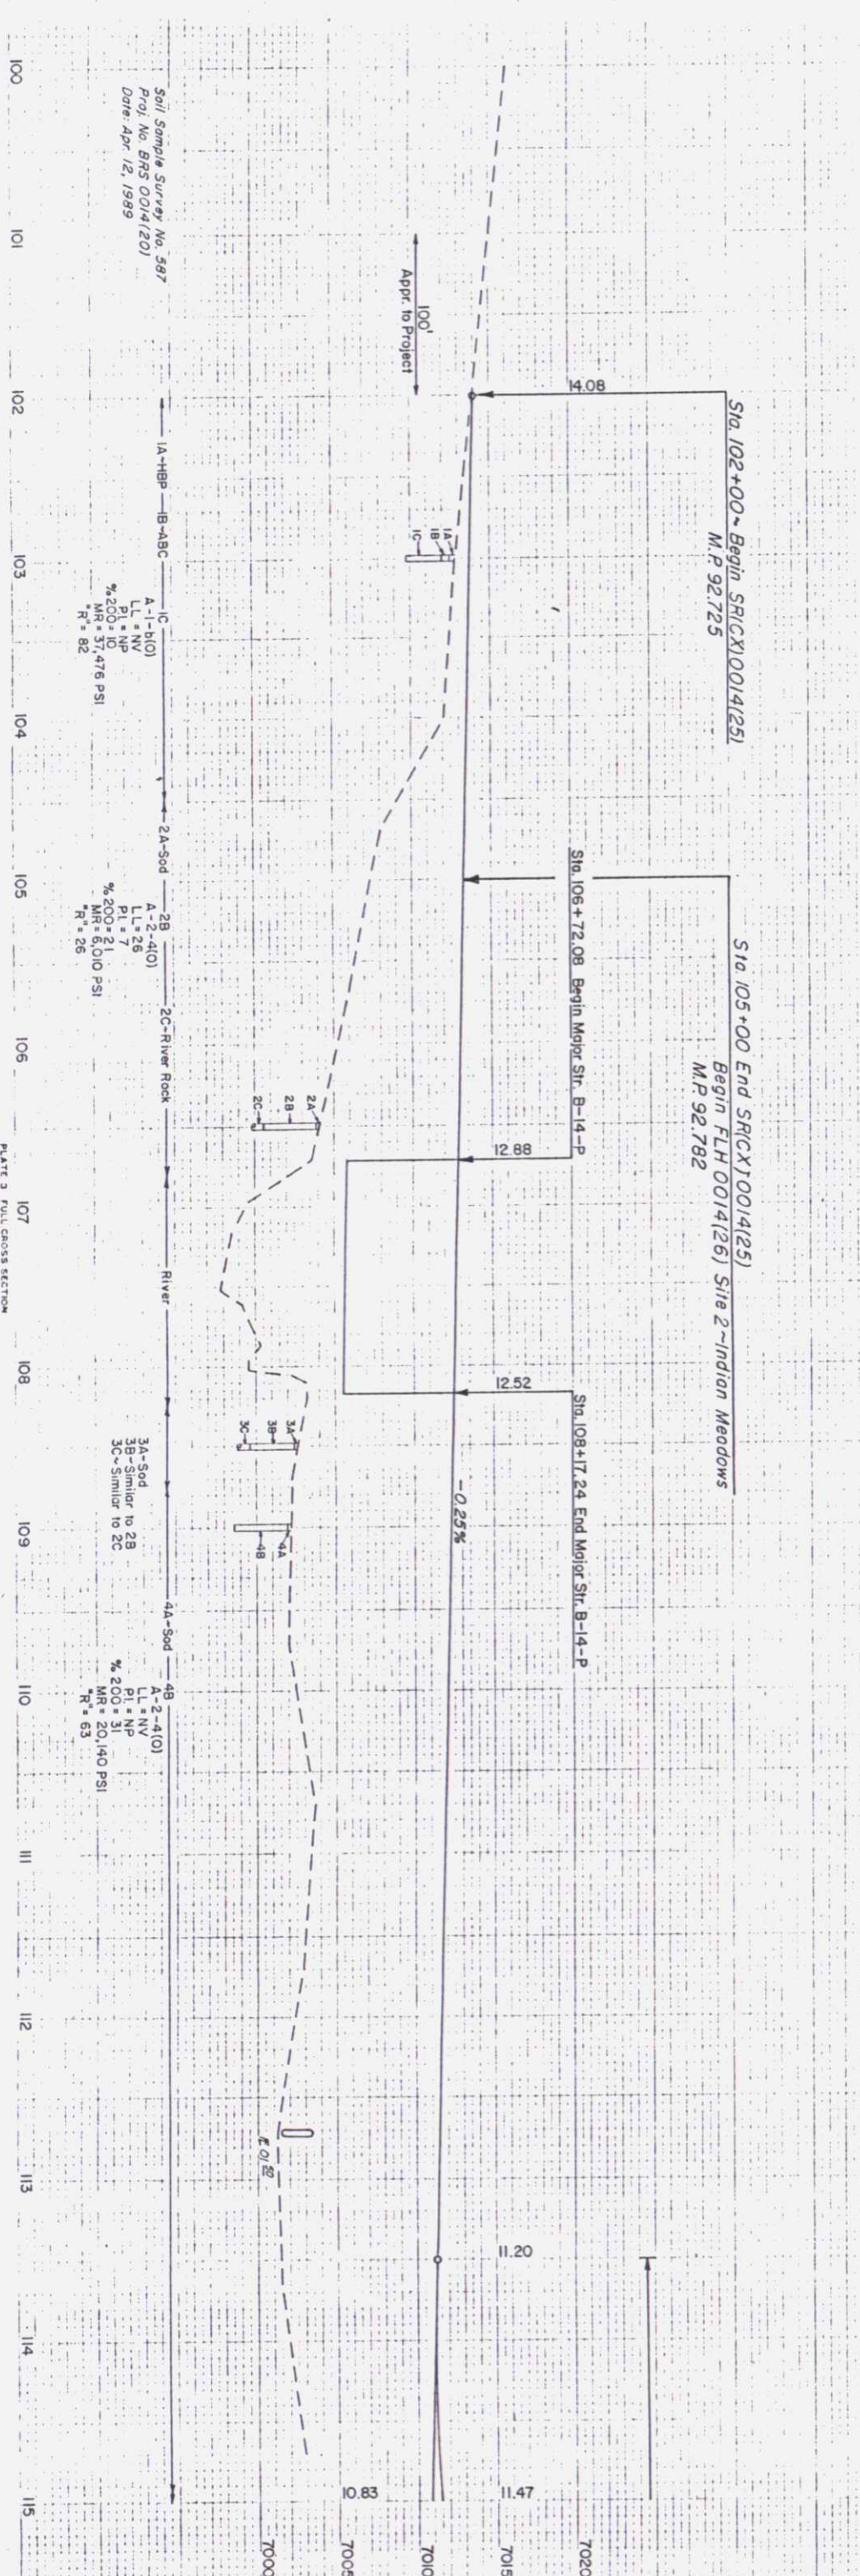 Sta. 102+00~ Begin SR(CX)0014(25)
M.P. 92.725
Sta. 105+00 End SR(CX)0014(25)
Begin FLH 0014(26) Site 2~Indian Meadows
M.P. 92.782
Sta. 106+72.08 Begin Major Str. B-14-P
Sta. 108+17.24 End Major Str. B-14-P
14.08
12.88
12.52
11.20
11.47
10.83
-0.25%
100'
Appr. to Project
1A
1B
1C
2A
2B
2C
3A
3B
3C
4A
4B
7020
7015
7010
7005
7000
1A-HBP
1B-ABC
1C
A-1-b(0)
LL = NV
P.I. = NP
%200 = 10
MR = 37,476 PSI
"R" = 82
2A-Sod
2B
A-2-4(0)
LL = 26
P.I. = 7
%200 = 21
MR = 6,010 PSI
"R" = 26
2C-River Rock
River
3A-Sod
3B~Similar to 2B
3C~Similar to 2C
4A-Sod
4B
A-2-4(0)
LL = NV
P.I. = NP
%200 = 31
MR = 20,140 PSI
"R" = 63
Soil Sample Survey No. 587
Proj. No. BRS 0014(20)
Date: Apr. 12, 1989
100
101
102
103
104
105
106
107
108
109
110
111
112
113
114
115
PLATE 3 FULL CROSS SECTION